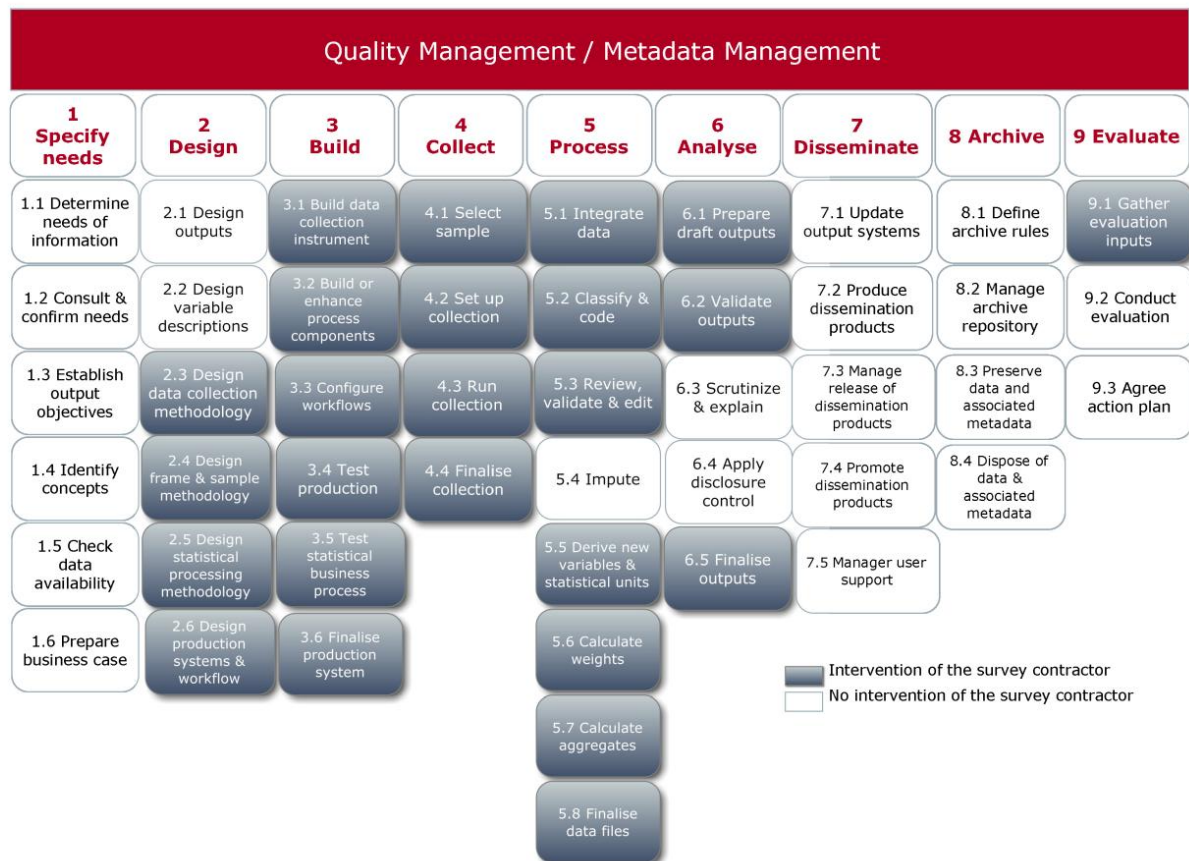 Quality Management / Metadata Management
1
Specify
needs
2
Design
3
Build
4
Collect
5
Process
6
Analyse
7
Disseminate
8 Archive
9 Evaluate
1.1 Determine
needs of
information
2.1 Design
outputs
3.1 Build data
collection
instrument
4.1 Select
sample
5.1 Integrate
data
6.1 Prepare
draft outputs
7.1 Update
output systems
8.1 Define
archive rules
9.1 Gather
evaluation
inputs
1.2 Consult &
confirm needs
2.2 Design
variable
descriptions
3.2 Build or
enhance
process
components
4.2 Set up
collection
5.2 Classify &
code
6.2 Validate
outputs
7.2 Produce
dissemination
products
8.2 Manage
archive
repository
9.2 Conduct
evaluation
1.3 Establish
output
objectives
2.3 Design
data collection
methodology
3.3 Configure
workflows
4.3 Run
collection
5.3 Review,
validate & edit
6.3 Scrutinize
& explain
7.3 Manage
release of
dissemination
products
8.3 Preserve
data and
associated
metadata
9.3 Agree
action plan
1.4 Identify
concepts
2.4 Design
frame & sample
methodology
3.4 Test
production
4.4 Finalise
collection
5.4 Impute
6.4 Apply
disclosure
control
7.4 Promote
dissemination
products
8.4 Dispose of
data &
associated
metadata
1.5 Check
data
availability
2.5 Design
statistical
processing
methodology
3.5 Test
statistical
business
process
5.5 Derive new
variables &
statistical units
6.5 Finalise
outputs
7.5 Manager user
support
1.6 Prepare
business case
2.6 Design
production
systems &
workflow
3.6 Finalise
production
system
5.6 Calculate
weights
5.7 Calculate
aggregates
5.8 Finalise
data files
Intervention of the survey contractor
No intervention of the survey contractor